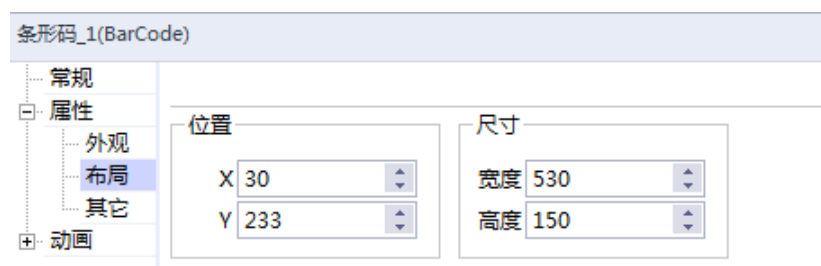 条形码_1(BarCode)
常规
属性
外观
布局
其它
动画
位置
X 30
Y 233
尺寸
宽度 530
高度 150